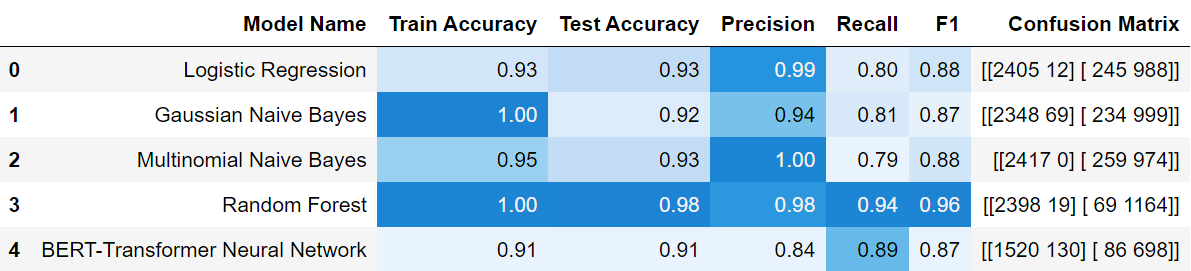 Model Name Train Accuracy Test Accuracy Precision Recall F1 Confusion Matrix
0 Logistic Regression 0.93 0.93 0.99 0.80 0.88 [[2405 12] [ 245 988]]
1 Gaussian Naive Bayes 1.00 0.92 0.94 0.81 0.87 [[2348 69] [ 234 999]]
2 Multinomial Naive Bayes 0.95 0.93 1.00 0.79 0.88 [[2417 0] [ 259 974]]
3 Random Forest 1.00 0.98 0.98 0.94 0.96 [[2398 19] [ 69 1164]]
4 BERT-Transformer Neural Network 0.91 0.91 0.84 0.89 0.87 [[1520 130] [ 86 698]]